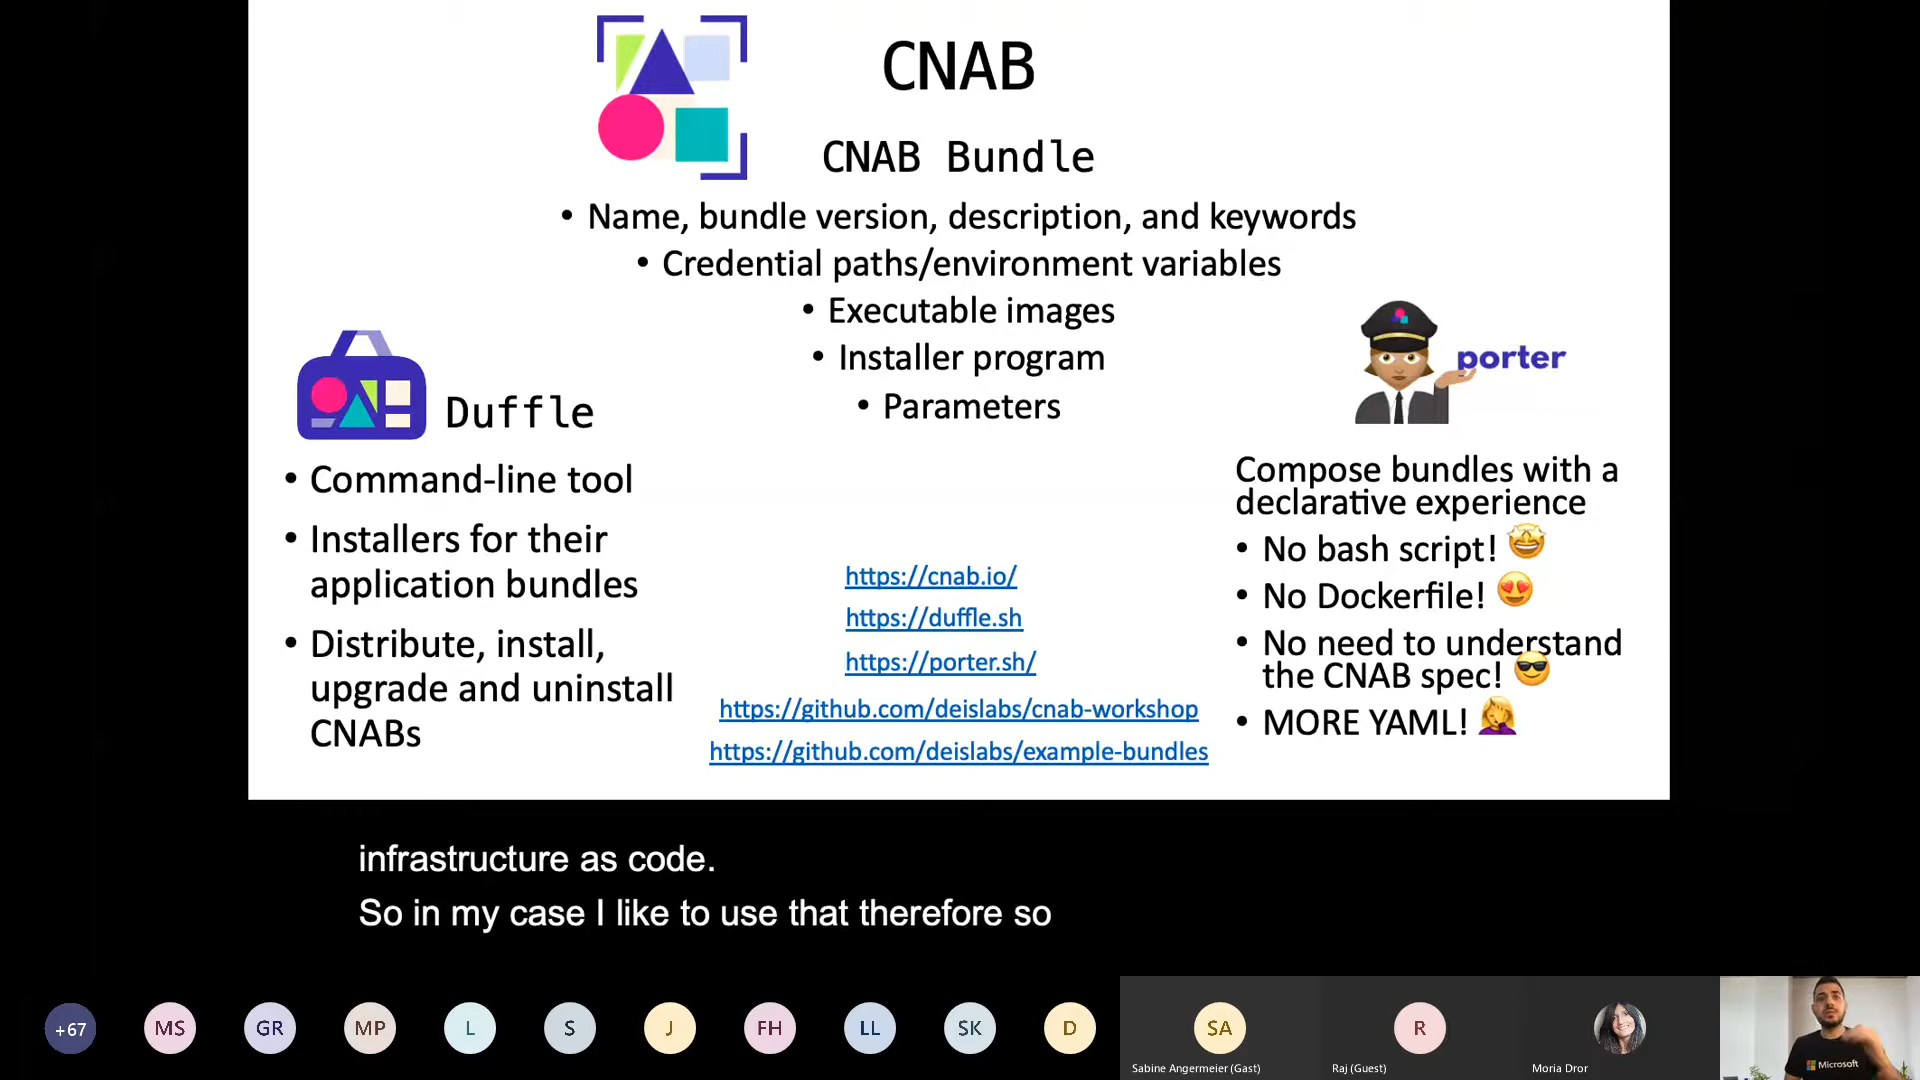 CNAB
CNAB Bundle
• Name, bundle version, description, and keywords
• Credential paths/environment variables
• Executable images
• Installer program
• Parameters
Duffle
• Command-line tool
• Installers for their
application bundles
• Distribute, install,
upgrade and uninstall
CNABs
https://cnab.io/
https://duffle.sh
https://porter.sh/
https://github.com/deislabs/cnab-workshop
https://github.com/deislabs/example-bundles
porter
Compose bundles with a
declarative experience
• No bash script! 🤩
• No Dockerfile! 😍
• No need to understand
the CNAB spec! 😎
• MORE YAML! 🤦‍♀️
infrastructure as code.
So in my case I like to use that therefore so
+67
MS
GR
MP
L
S
J
FH
LL
SK
D
SA
Sabine Angermeier (Gast)
R
Raj (Guest)
Moria Dror
Microsoft